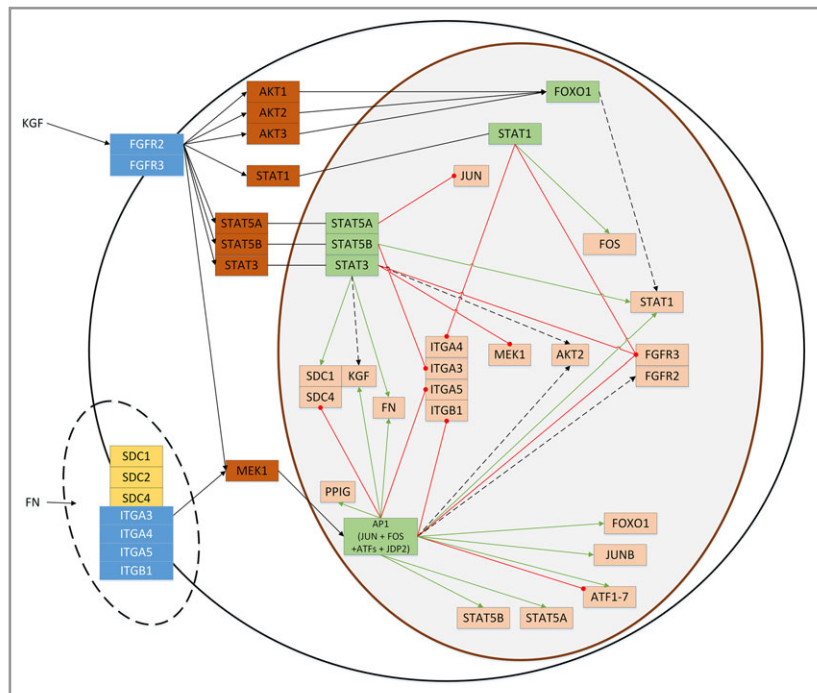 AKT1
FOXO1
KGF
AKT2
AKT3
FGFR2
FGFR3
STAT1
STAT1
JUN
STAT5A
STAT5B
STAT3
STAT5A
STAT5B
STAT3
FOS
STAT1
ITGA4
ITGA3
ITGA5
ITGB1
MEK1
AKT2
FGFR3
FGFR2
SDC1
KGF
SDC4
FN
SDC1
SDC2
SDC4
ITGA3
ITGA4
ITGA5
ITGB1
FN
MEK1
PPIG
AP1
(JUN + FOS
+ATFs + JDP2)
FOXO1
JUNB
ATF1-7
STAT5B
STAT5A